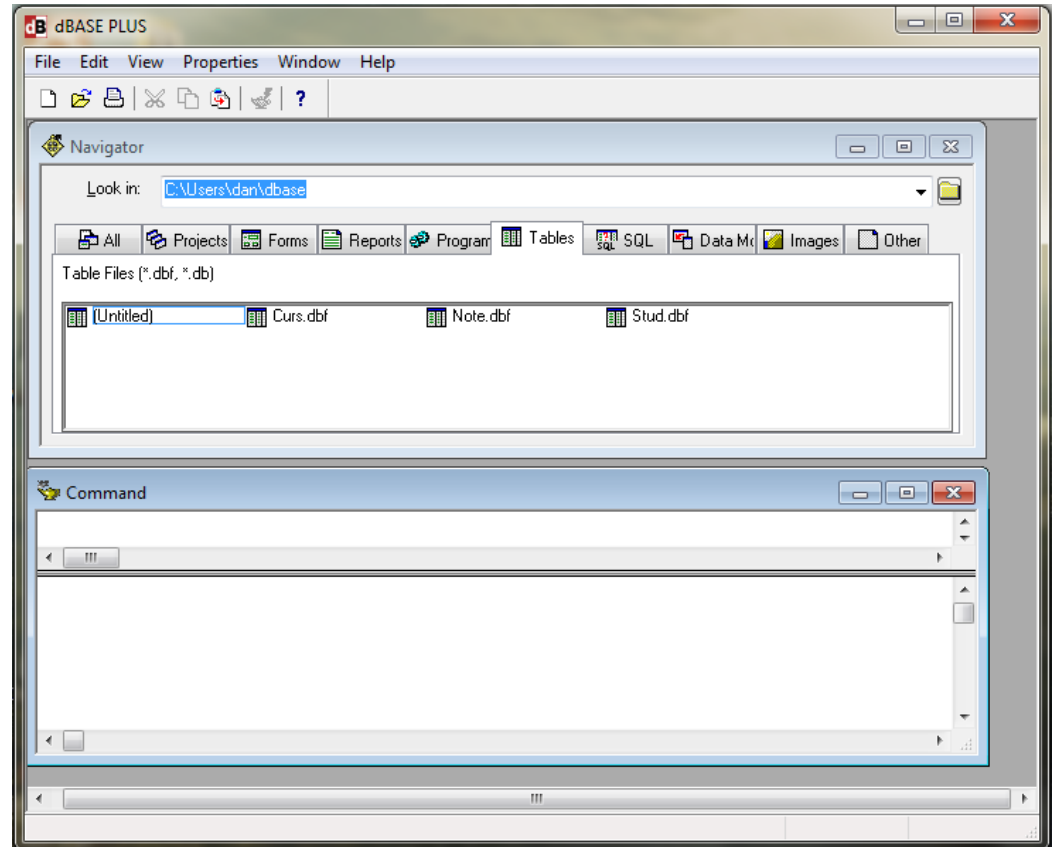 dBASE PLUS
File Edit View Properties Window Help
Navigator
Look in: C:\Users\dan\dbase
All Projects Forms Reports Program Tables SQL Data Mo Images Other
Table Files (*.dbf, *.db)
(Untitled) Curs.dbf Note.dbf Stud.dbf
Command